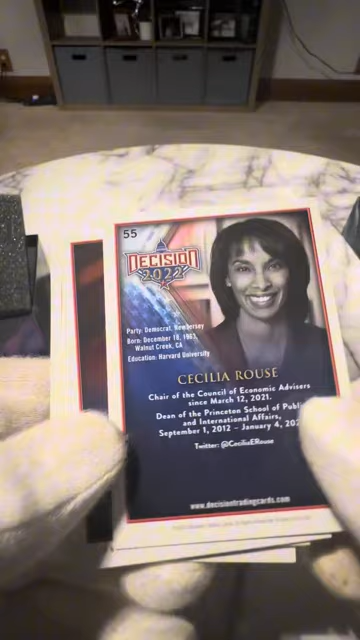 55
DECISION
2022
Party: Democrat, New Jersey
Born: December 18, 1963,
Walnut Creek, CA
Education: Harvard University
CECILIA ROUSE
Chair of the Council of Economic Advisers
since March 12, 2021.
Dean of the Princeton School of Publi
and International Affairs,
September 1, 2012 – January 4, 202
Twitter: @CeciliaERouse
www.decisiontradingcards.com